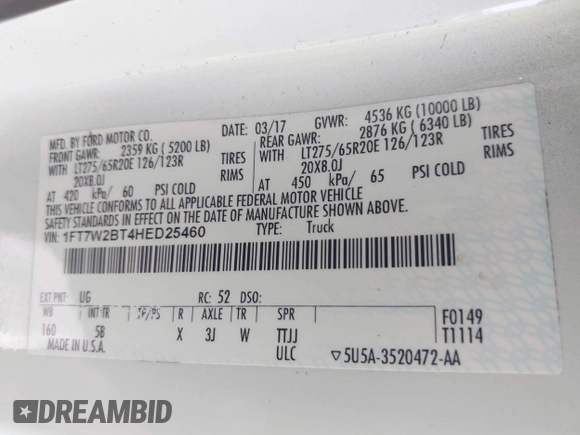 MFD. BY FORD MOTOR CO.
DATE: 03/17 GVWR: 4536 KG (10000 LB)
FRONT GAWR: 2359 KG (5200 LB)
REAR GAWR: 2876 KG (6340 LB)
WITH LT275/65R20E 126/123R TIRES
WITH LT275/65R20E 126/123R TIRES
20X8.0J RIMS
20X8.0J RIMS
AT 420 kPa/ 60 PSI COLD
AT 450 kPa/ 65 PSI COLD
THIS VEHICLE CONFORMS TO ALL APPLICABLE FEDERAL MOTOR VEHICLE
SAFETY STANDARDS IN EFFECT ON THE DATE OF MANUFACTURE SHOWN ABOVE.
VIN: 1FT7W2BT4HED25460 TYPE: Truck
EXT PNT: UG RC: 52 DSO:
WB INT TR TP/PS R AXLE TR SPR F0149
160 5B X 3J W TTJJ T1114
MADE IN U.S.A. ULC ▽5U5A-3520472-AA
DREAMBID